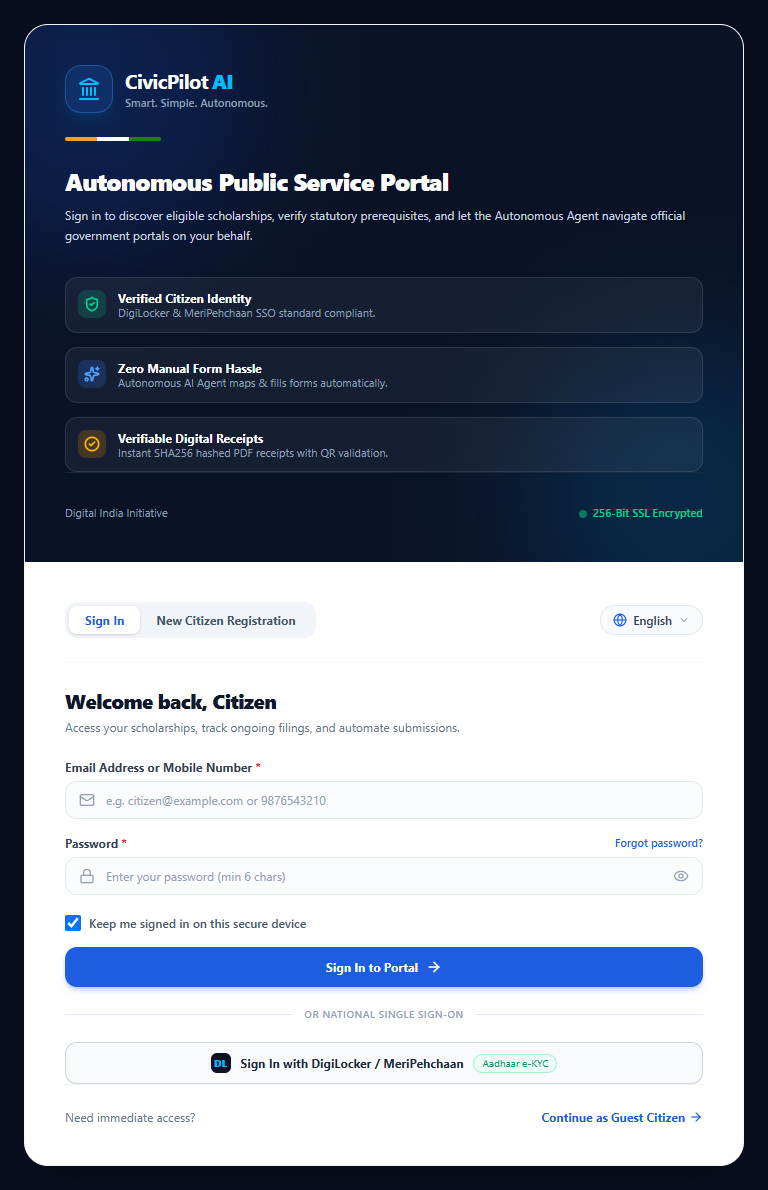 CivicPilot AI
Smart. Simple. Autonomous.
Autonomous Public Service Portal
Sign in to discover eligible scholarships, verify statutory prerequisites, and let the Autonomous Agent navigate official
government portals on your behalf.
Verified Citizen Identity
DigiLocker & MeriPehchaan SSO standard compliant.
Zero Manual Form Hassle
Autonomous AI Agent maps & fills forms automatically.
Verifiable Digital Receipts
Instant SHA256 hashed PDF receipts with QR validation.
Digital India Initiative
256-Bit SSL Encrypted
Sign In
New Citizen Registration
English
Welcome back, Citizen
Access your scholarships, track ongoing filings, and automate submissions.
Email Address or Mobile Number *
e.g. citizen@example.com or 9876543210
Password *
Forgot password?
Enter your password (min 6 chars)
Keep me signed in on this secure device
Sign In to Portal →
OR NATIONAL SINGLE SIGN-ON
DL Sign In with DigiLocker / MeriPehchaan Aadhaar e-KYC
Need immediate access?
Continue as Guest Citizen →